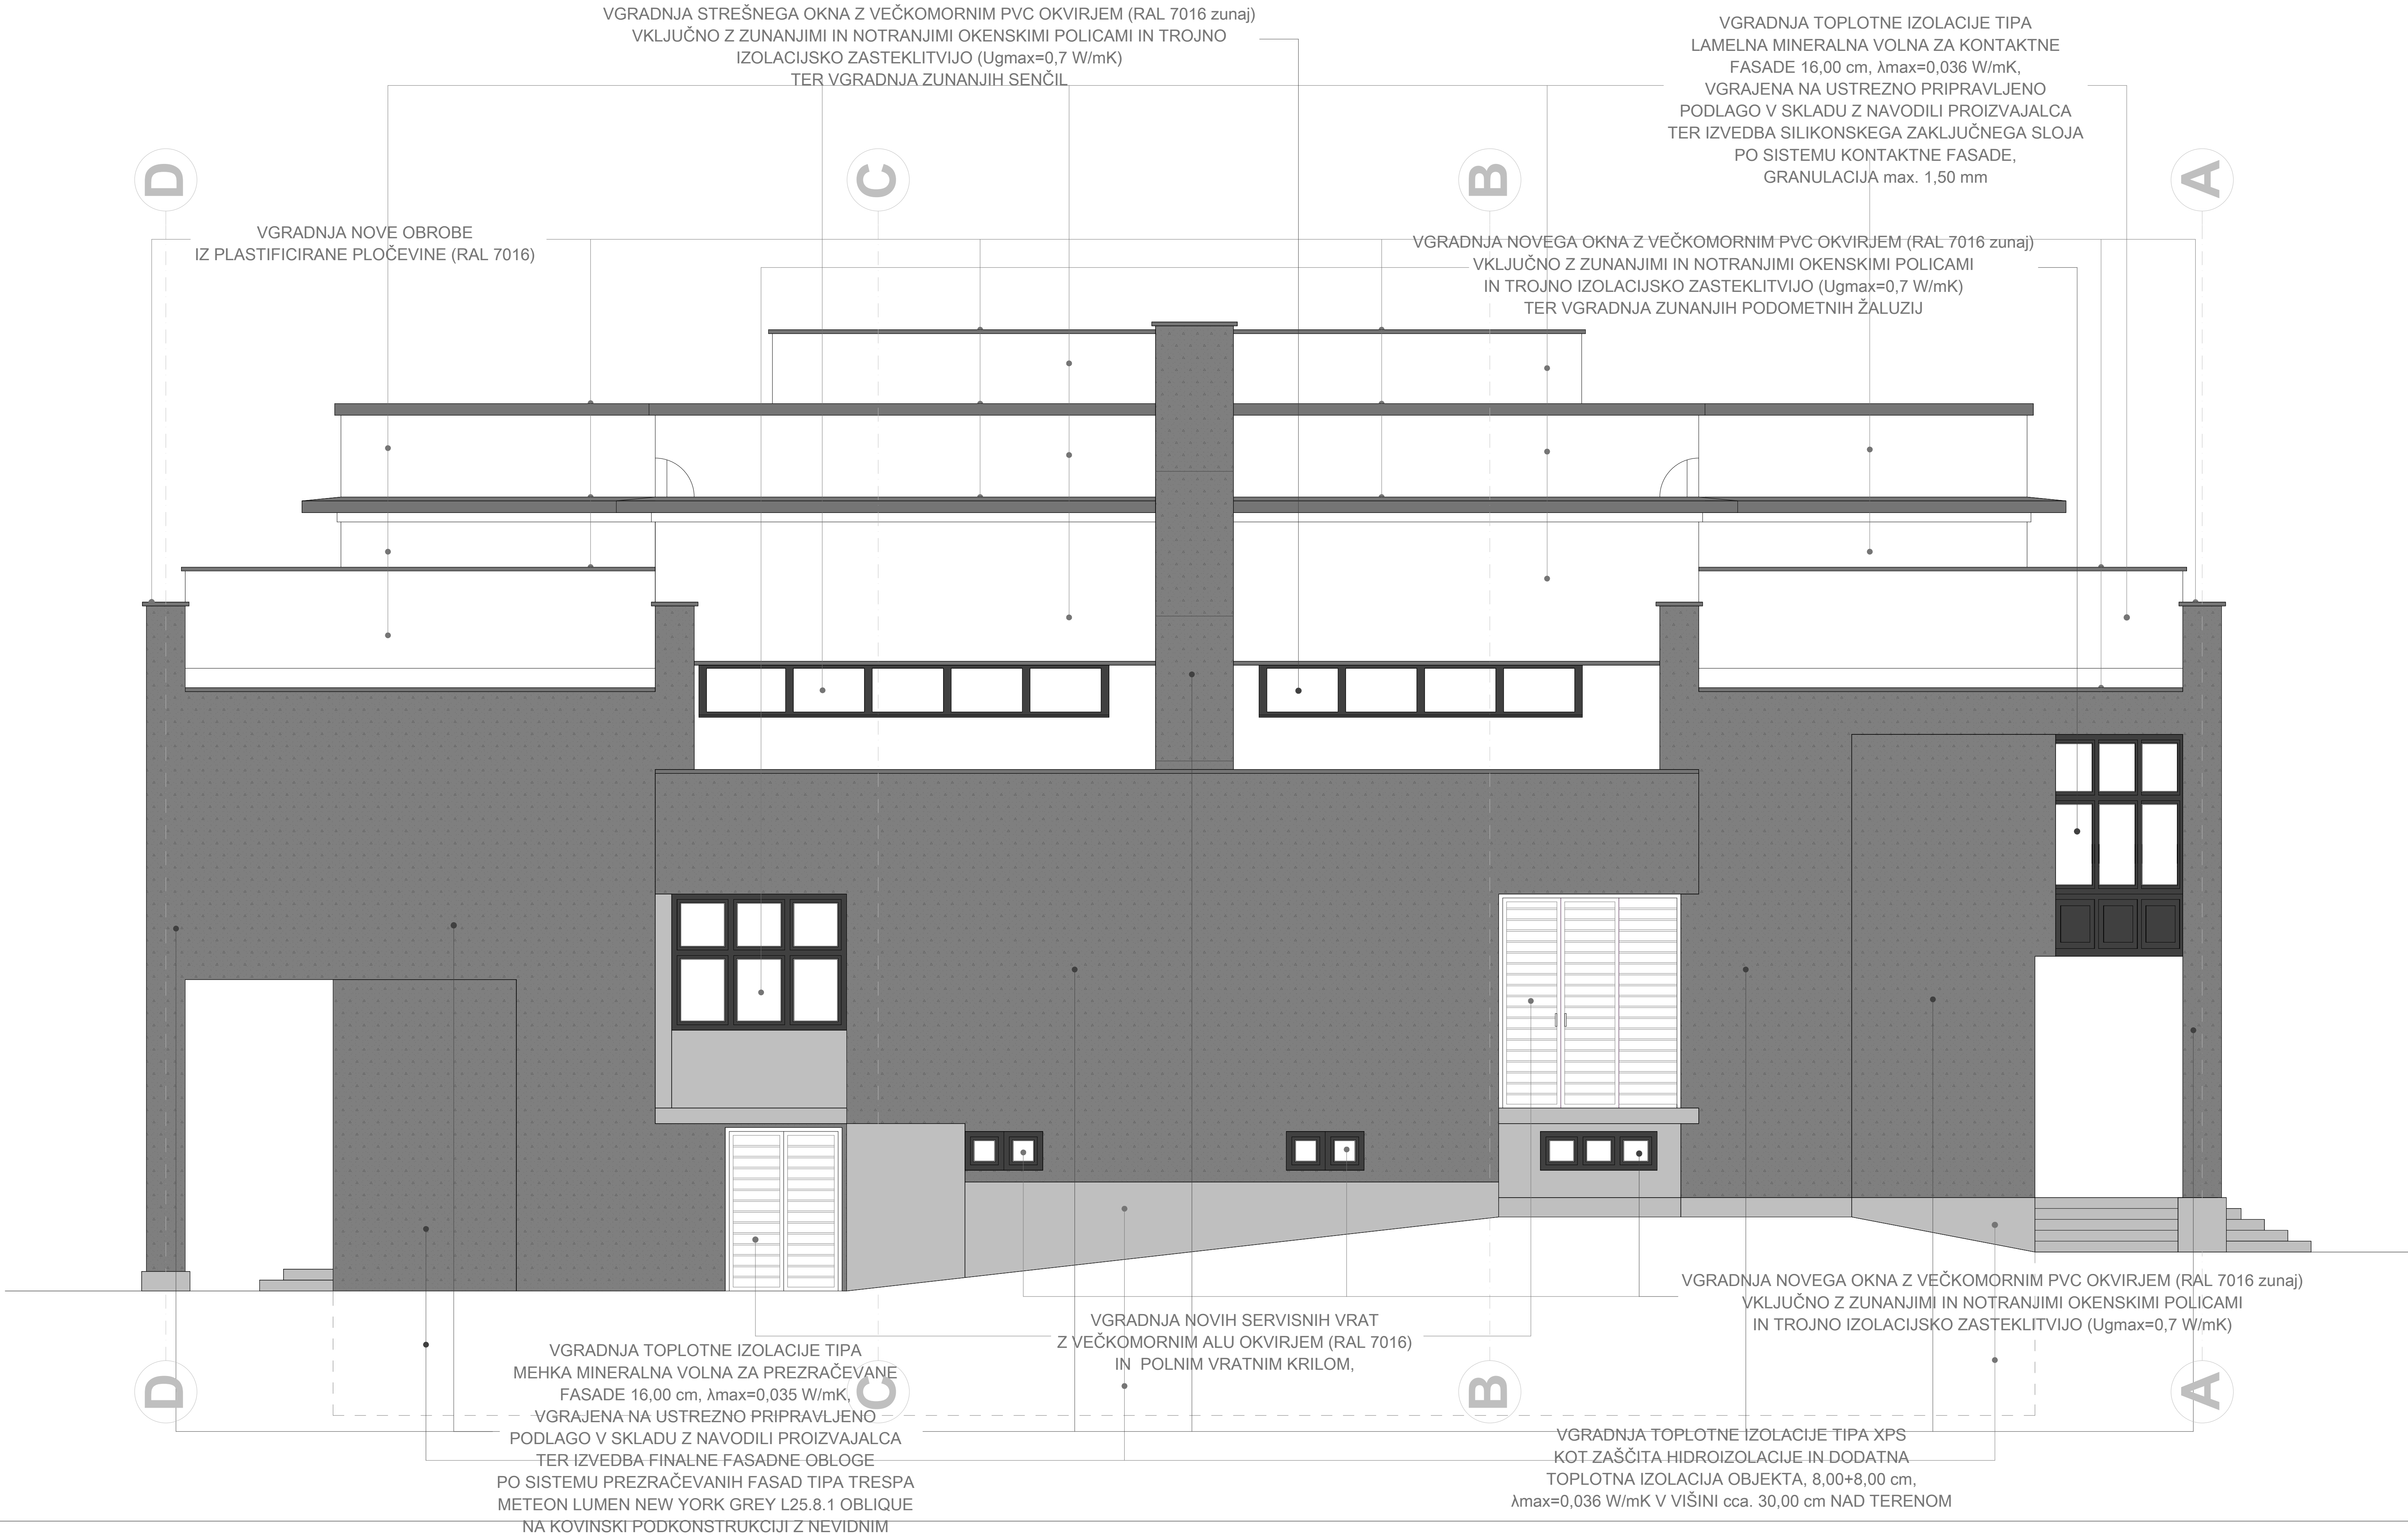 VGRADNJA STREŠNEGA OKNA Z VEČKOMORNIM PVC OKVIRJEM (RAL 7016 zunaj)
VKLJUČNO Z ZUNANJIMI IN NOTRANJIMI OKENSKIMI POLICAMI IN TROJNO
IZOLACIJSKO ZASTEKLITVIJO (Ugmax=0,7 W/mK)
TER VGRADNJA ZUNANJIH SENČIL
VGRADNJA TOPLOTNE IZOLACIJE TIPA
LAMELNA MINERALNA VOLNA ZA KONTAKTNE
FASADE 16,00 cm, λmax=0,036 W/mK,
VGRAJENA NA USTREZNO PRIPRAVLJENO
PODLAGO V SKLADU Z NAVODILI PROIZVAJALCA
TER IZVEDBA SILIKONSKEGA ZAKLJUČNEGA SLOJA
PO SISTEMU KONTAKTNE FASADE,
GRANULACIJA max. 1,50 mm
D
C
B
A
VGRADNJA NOVE OBROBE
IZ PLASTIFICIRANE PLOČEVINE (RAL 7016)
VGRADNJA NOVEGA OKNA Z VEČKOMORNIM PVC OKVIRJEM (RAL 7016 zunaj)
VKLJUČNO Z ZUNANJIMI IN NOTRANJIMI OKENSKIMI POLICAMI
IN TROJNO IZOLACIJSKO ZASTEKLITVIJO (Ugmax=0,7 W/mK)
TER VGRADNJA ZUNANJIH PODOMETNIH ŽALUZIJ
VGRADNJA NOVEGA OKNA Z VEČKOMORNIM PVC OKVIRJEM (RAL 7016 zunaj)
VKLJUČNO Z ZUNANJIMI IN NOTRANJIMI OKENSKIMI POLICAMI
IN TROJNO IZOLACIJSKO ZASTEKLITVIJO (Ugmax=0,7 W/mK)
VGRADNJA NOVIH SERVISNIH VRAT
Z VEČKOMORNIM ALU OKVIRJEM (RAL 7016)
IN POLNIM VRATNIM KRILOM,
VGRADNJA TOPLOTNE IZOLACIJE TIPA
MEHKA MINERALNA VOLNA ZA PREZRAČEVANE
FASADE 16,00 cm, λmax=0,035 W/mK,
VGRAJENA NA USTREZNO PRIPRAVLJENO
PODLAGO V SKLADU Z NAVODILI PROIZVAJALCA
TER IZVEDBA FINALNE FASADNE OBLOGE
PO SISTEMU PREZRAČEVANIH FASAD TIPA TRESPA
METEON LUMEN NEW YORK GREY L25.8.1 OBLIQUE
NA KOVINSKI PODKONSTRUKCIJI Z NEVIDNIM
D
C
B
A
VGRADNJA TOPLOTNE IZOLACIJE TIPA XPS
KOT ZAŠČITA HIDROIZOLACIJE IN DODATNA
TOPLOTNA IZOLACIJA OBJEKTA, 8,00+8,00 cm,
λmax=0,036 W/mK V VIŠINI cca. 30,00 cm NAD TERENOM